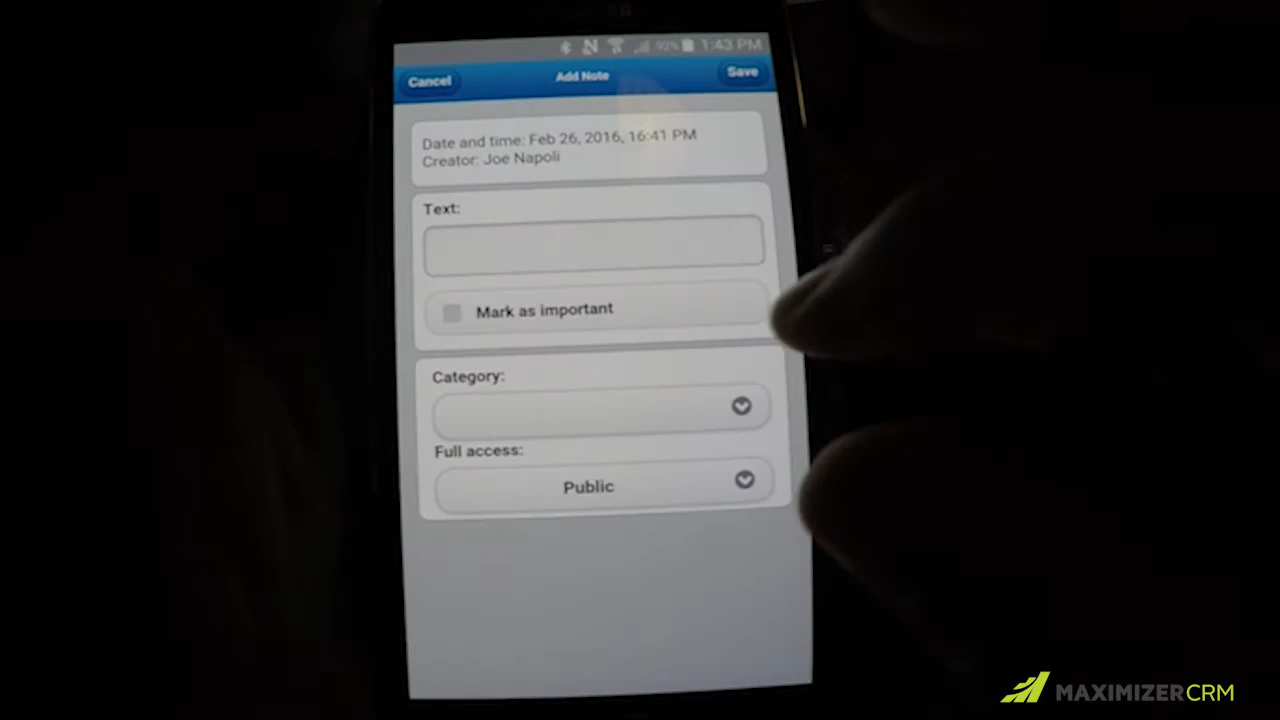 92% 1:43 PM
Cancel Add Note Save
Date and time: Feb 26, 2016, 16:41 PM
Creator: Joe Napoli
Text:
Mark as important
Category:
Full access:
Public
MAXIMIZER CRM